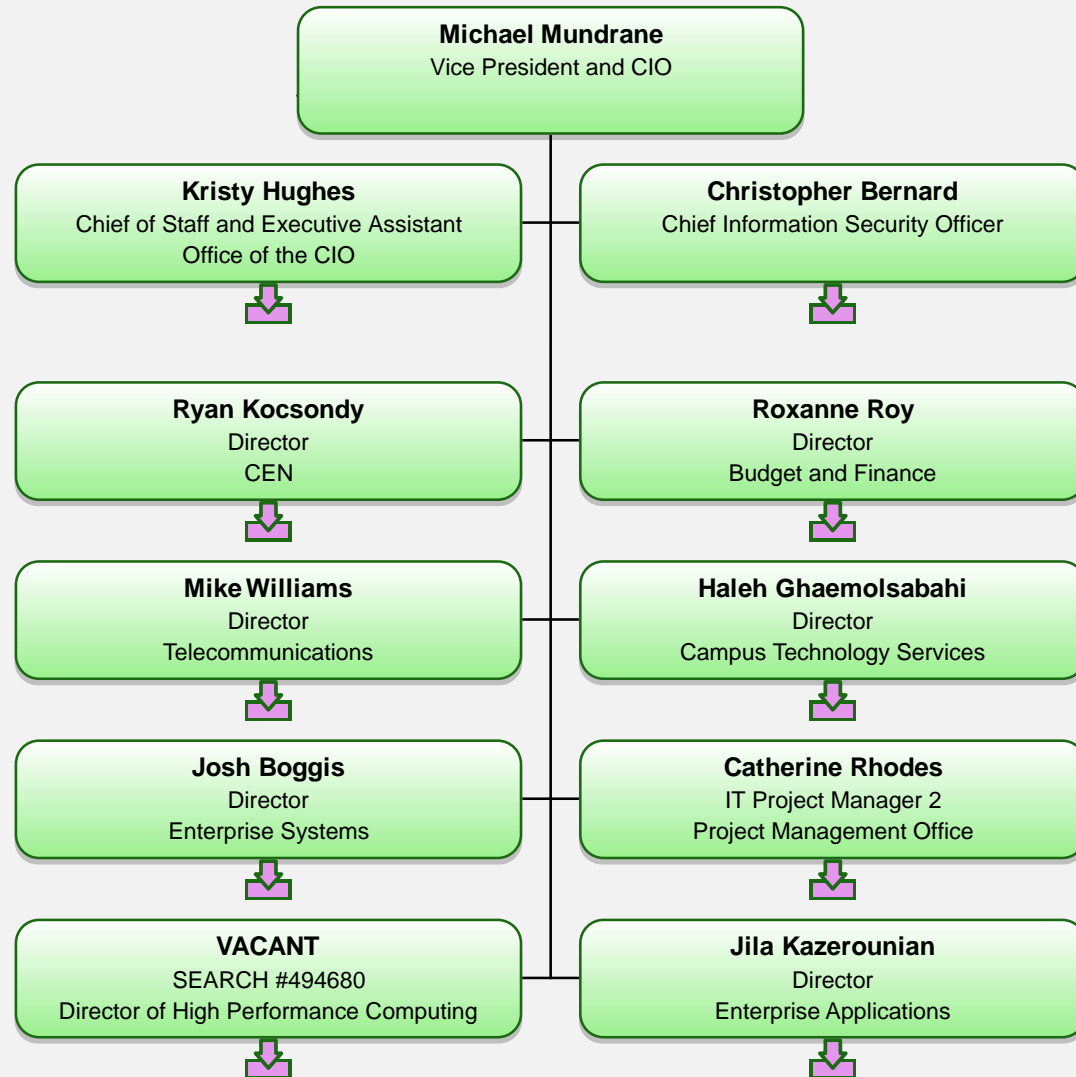 Michael Mundrane
Vice President and CIO
Kristy Hughes
Chief of Staff and Executive Assistant
Office of the CIO
Christopher Bernard
Chief Information Security Officer
Ryan Kocsondy
Director
CEN
Roxanne Roy
Director
Budget and Finance
Mike Williams
Director
Telecommunications
Haleh Ghaemolsabahi
Director
Campus Technology Services
Josh Boggis
Director
Enterprise Systems
Catherine Rhodes
IT Project Manager 2
Project Management Office
VACANT
SEARCH #494680
Director of High Performance Computing
Jila Kazerounian
Director
Enterprise Applications